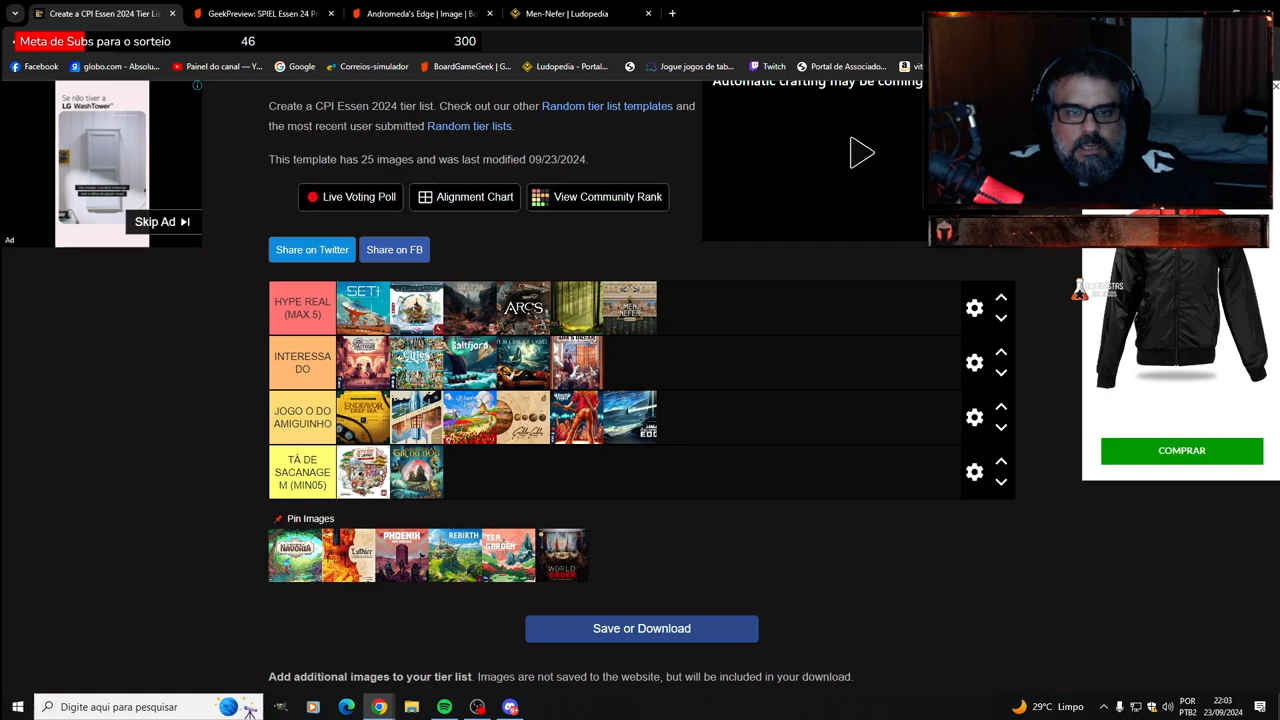 Create a CPI Essen 2024 Tier Lis
GeekPreview: SPIEL Essen 24 Pr
Andromeda's Edge | Image | Bo
Men-Nefer | Ludopedia
Meta de Subs para o sorteio
46
300
Facebook
globo.com - Absolu...
Painel do canal — Y...
Google
Correios-simulador
BoardGameGeek | G...
Ludopedia - Portal...
Jogue jogos de tab...
Twitch
Portal de Associado...
vit
Automatic crafting may be coming
Se não tiver a
LG WashTower™
Skip Ad
Ad
Create a CPI Essen 2024 tier list. Check out our other Random tier list templates and
the most recent user submitted Random tier lists.
This template has 25 images and was last modified 09/23/2024.
Live Voting Poll
Alignment Chart
View Community Rank
Share on Twitter
Share on FB
HYPE REAL
(MAX.5)
SETI
ARCS
MEN
NEFER
INTERESSA
DO
Cities
Saltfjord
JOGO O DO
AMIGUINHO
ENDEAVOR
DEEP SEA
EDGE
TÁ DE
SACANAGE
M (MIN05)
Pin Images
NAVORIA
Luthier
PHOENIX
REBIRTH
TEA
GARDEN
WORLD
ORDER
Save or Download
Add additional images to your tier list. Images are not saved to the website, but will be included in your download.
COMPRAR
Digite aqui para pesquisar
29°C Limpo
POR
PTB2
22:03
23/09/2024